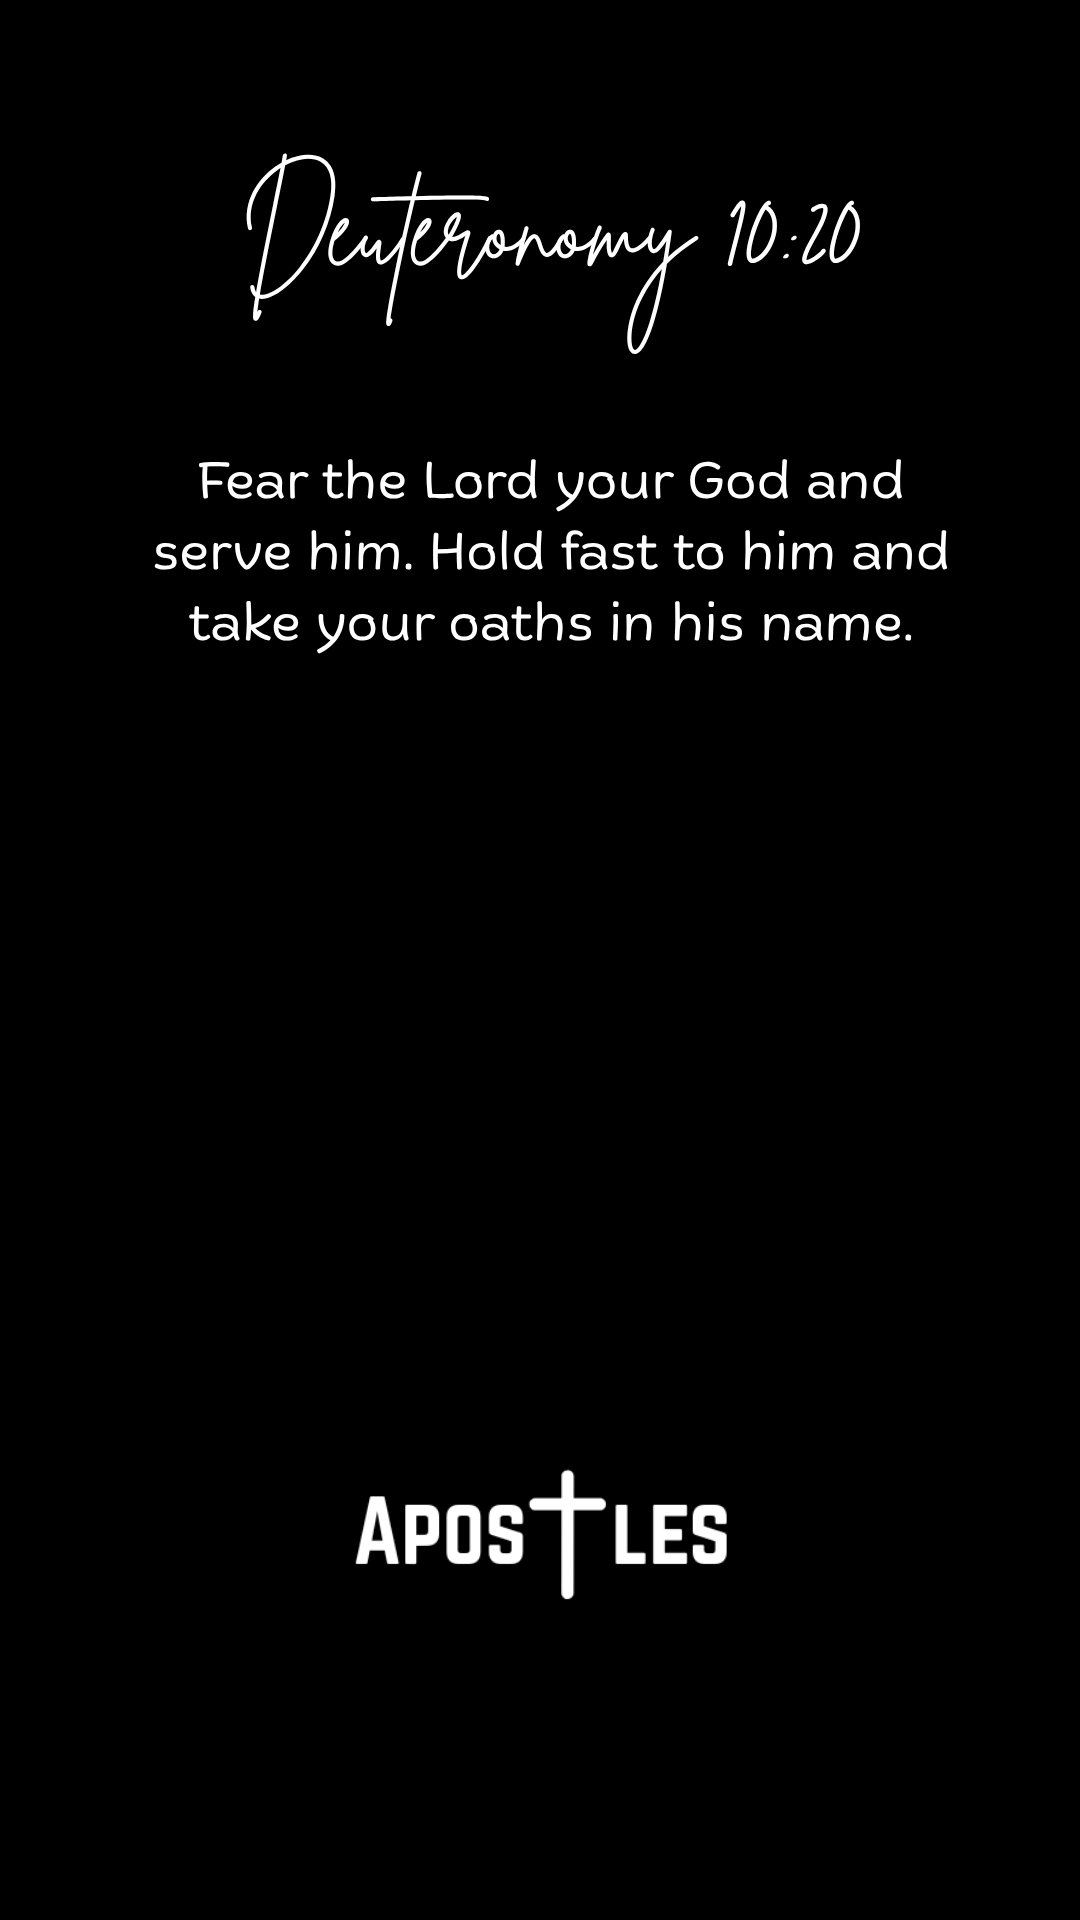 Deuteronomy 10:20
Fear the Lord your God and
serve him. Hold fast to him and
take your oaths in his name.
APOSTLES